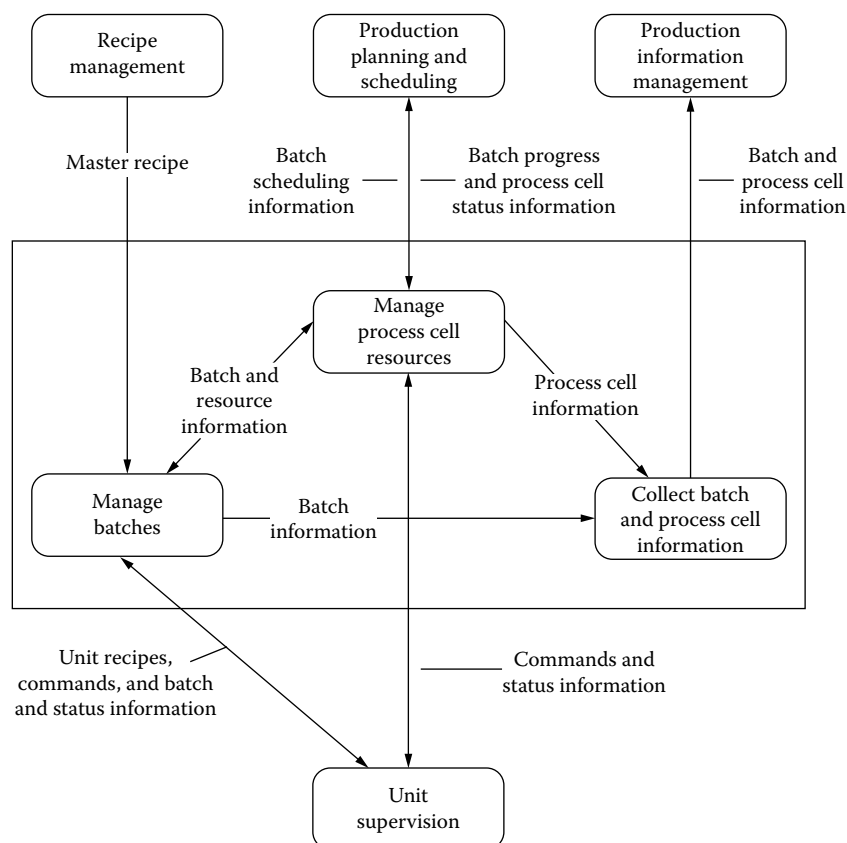 Recipe
management
Production
planning and
scheduling
Production
information
management
Master recipe
Batch
scheduling
information
Batch progress
and process cell
status information
Batch and
process cell
information
Manage
process cell
resources
Batch and
resource
information
Process cell
information
Manage
batches
Batch
information
Collect batch
and process cell
information
Unit recipes,
commands, and batch
and status information
Commands and
status information
Unit
supervision